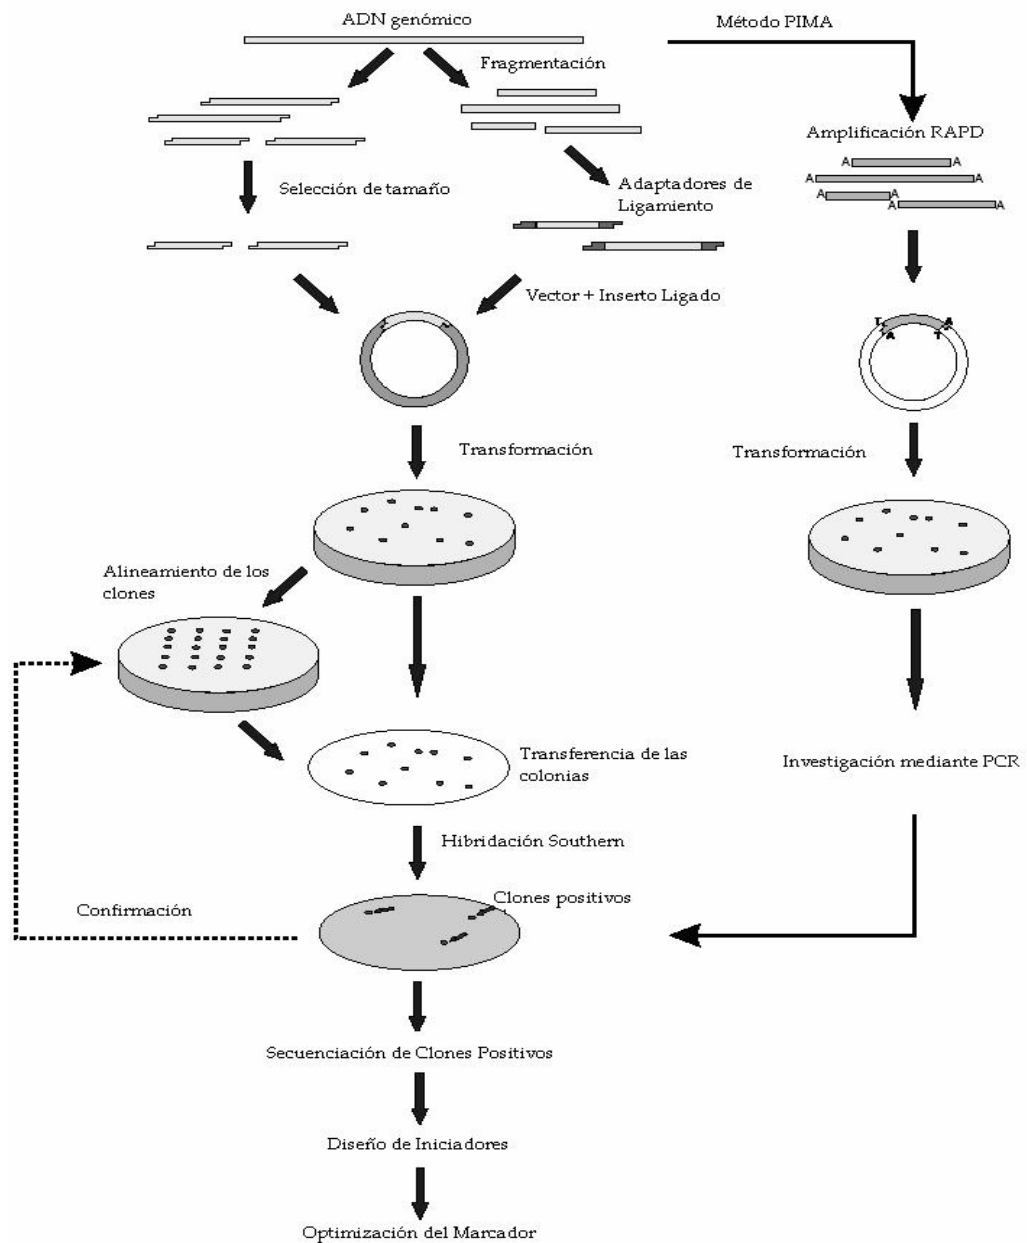 ADN genómico
Método PIMA
Fragmentación
Amplificación RAPD
A A
A A
A A
A A
Selección de tamaño
Adaptadores de
Ligamiento
Vector + Inserto Ligado
T A
A T
Transformación
Transformación
Alineamiento de los
clones
Transferencia de las
colonias
Investigación mediante PCR
Hibridación Southern
Clones positivos
Confirmación
Secuenciación de Clones Positivos
Diseño de Iniciadores
Optimización del Marcador